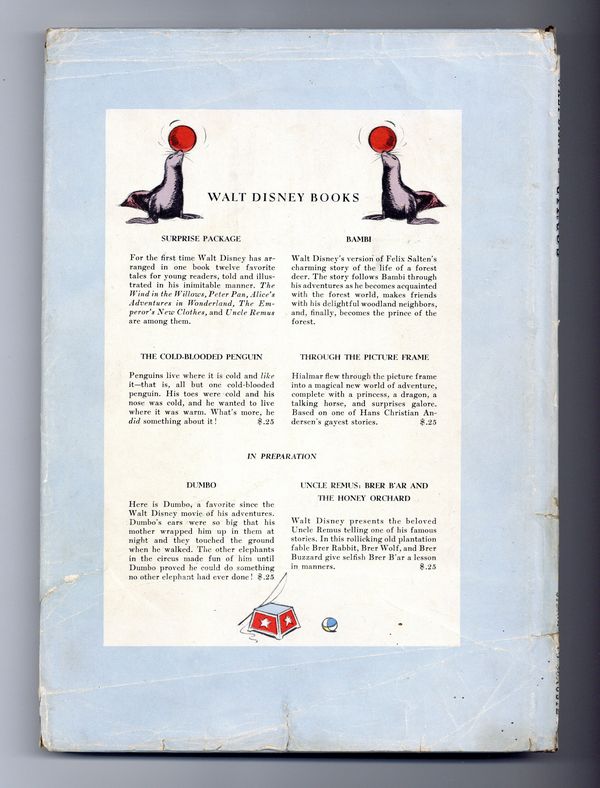 WALT DISNEY BOOKS
SURPRISE PACKAGE
For the first time Walt Disney has ar-
ranged in one book twelve favorite
tales for young readers, told and illus-
trated in his inimitable manner. The
Wind in the Willows, Peter Pan, Alice's
Adventures in Wonderland, The Em-
peror's New Clothes, and Uncle Remus
are among them.
BAMBI
Walt Disney's version of Felix Salten's
charming story of the life of a forest
deer. The story follows Bambi through
his adventures as he becomes acquainted
with the forest world, makes friends
with his delightful woodland neighbors,
and, finally, becomes the prince of the
forest.
THE COLD-BLOODED PENGUIN
Penguins live where it is cold and like
it—that is, all but one cold-blooded
penguin. His toes were cold and his
nose was cold, and he wanted to live
where it was warm. What's more, he
did something about it! $.25
THROUGH THE PICTURE FRAME
Hialmar flew through the picture frame
into a magical new world of adventure,
complete with a princess, a dragon, a
talking horse, and surprises galore.
Based on one of Hans Christian An-
dersen's gayest stories. $.25
IN PREPARATION
DUMBO
Here is Dumbo, a favorite since the
Walt Disney movie of his adventures.
Dumbo's ears were so big that his
mother wrapped him up in them at
night and they touched the ground
when he walked. The other elephants
in the circus made fun of him until
Dumbo proved he could do something
no other elephant had ever done! $.25
UNCLE REMUS: BRER B'AR AND
THE HONEY ORCHARD
Walt Disney presents the beloved
Uncle Remus telling one of his famous
stories. In this rollicking old plantation
fable Brer Rabbit, Brer Wolf, and Brer
Buzzard give selfish Brer B'ar a lesson
in manners. $.25